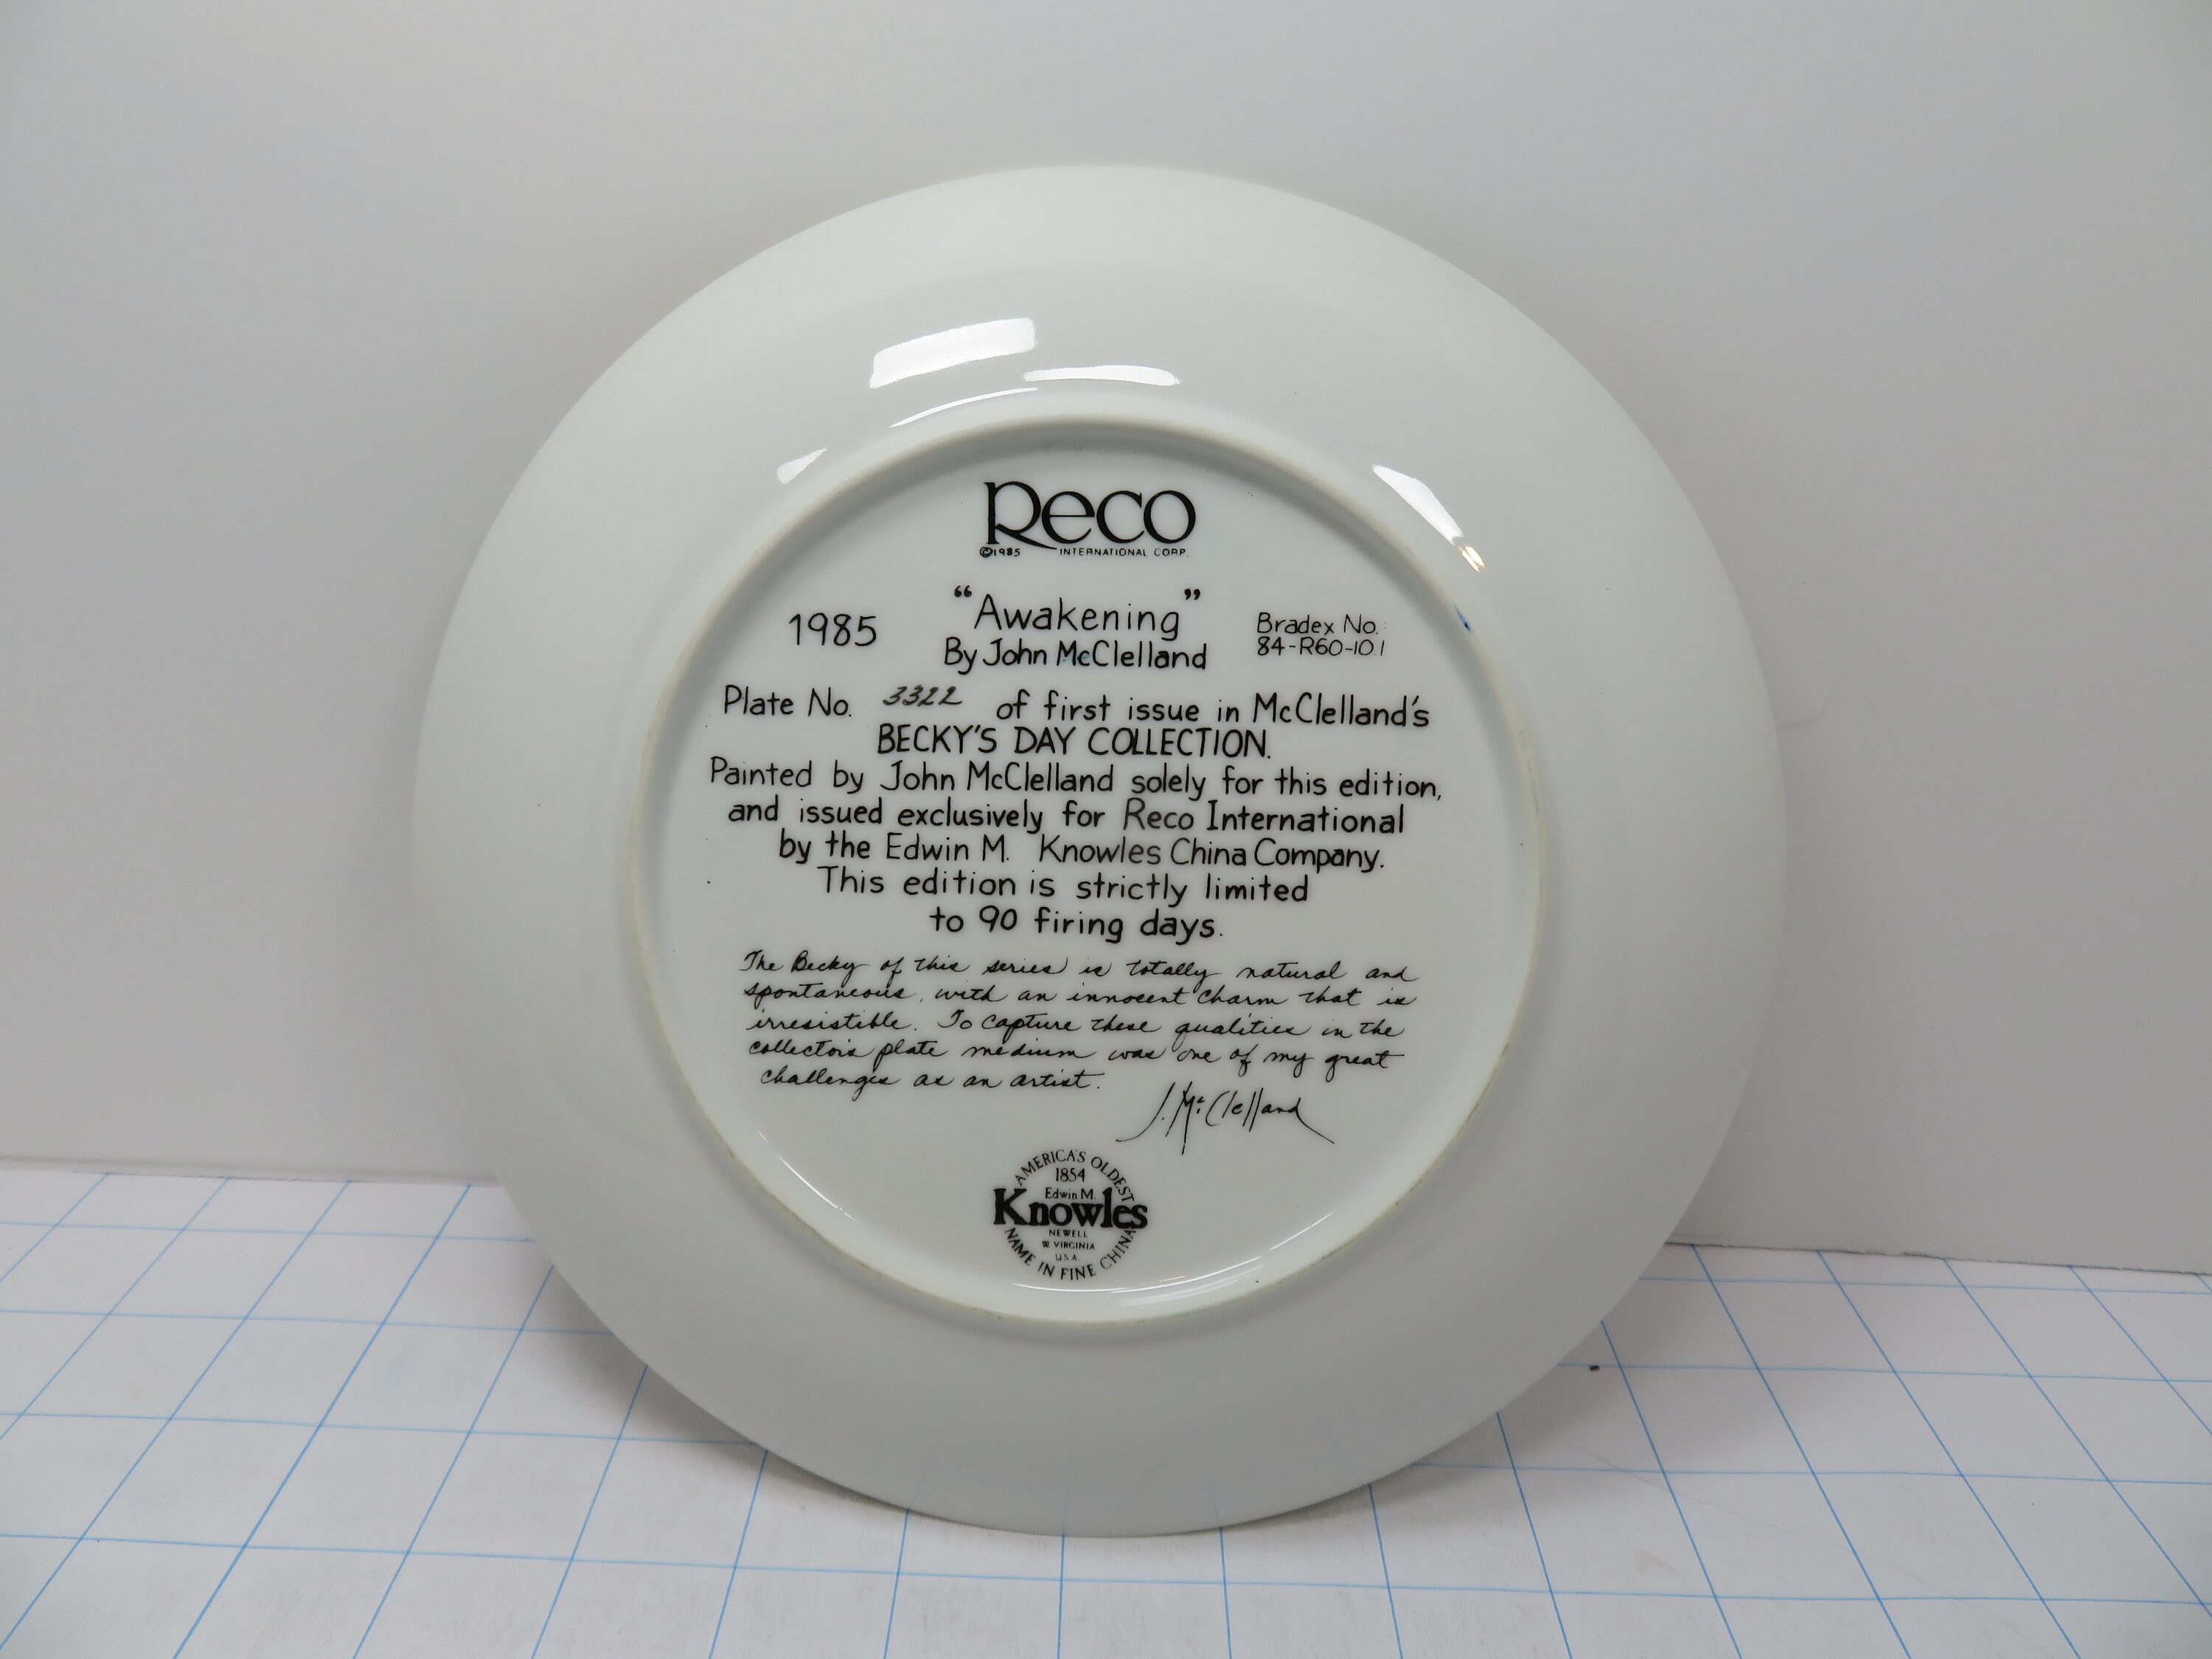 Reco
©1985 INTERNATIONAL CORP.
1985
"Awakening"
By John McClelland
Bradex No.
84-R60-10.1
Plate No. 3322 of first issue in McClelland's
BECKY'S DAY COLLECTION.
Painted by John McClelland solely for this edition,
and issued exclusively for Reco International
by the Edwin M. Knowles China Company.
This edition is strictly limited
to 90 firing days.
The Becky of this series is totally natural and
spontaneous, with an innocent charm that is
irresistible. To capture these qualities in the
collector's plate medium was one of my great
challenges as an artist.
J. McClelland
AMERICA'S OLDEST
1854
Edwin M.
Knowles
NEWELL
W. VIRGINIA
U.S.A.
NAME IN FINE CHINA